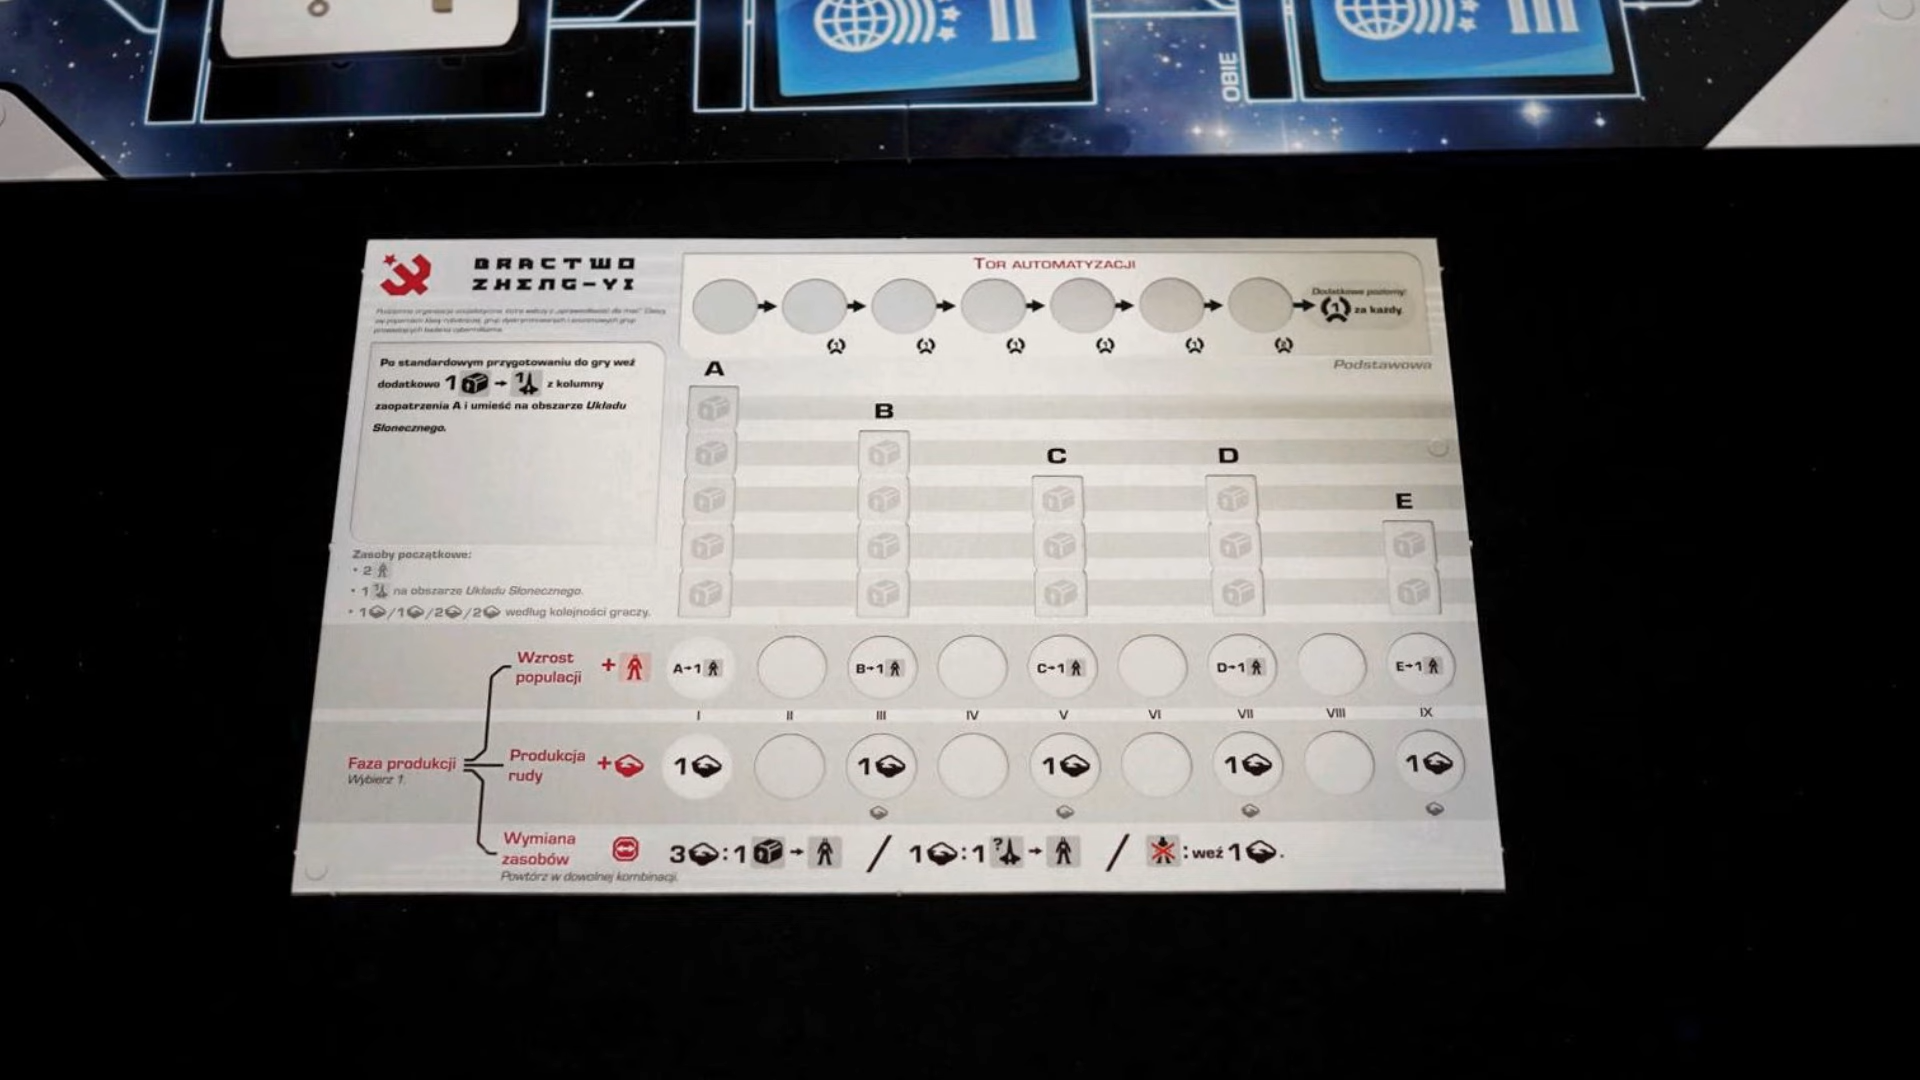 II
III
OBIE
BRACTWO
ZHENG-YI
Po standardowym przygotowaniu do gry weź
dodatkowo 1 → 1 z kolumny
zaopatrzenia A i umieść na obszarze Układu
Słonecznego.
Zasoby początkowe:
• 2
• 1 na obszarze Układu Słonecznego.
• 1/1/2/2 według kolejności graczy.
TOR AUTOMATYZACJI
Dodatkowe poziomy:
1 za każdy.
Podstawowa
A
B
C
D
E
Wzrost
populacji
+
A→1
B→1
C→1
D→1
E→1
I II III IV V VI VII VIII IX
Faza produkcji
Wybierz 1.
Produkcja
rudy
+
1
1
1
1
1
Wymiana
zasobów
3:1 → / 1:1 ? → / : weź 1.
Powtórz w dowolnej kombinacji.